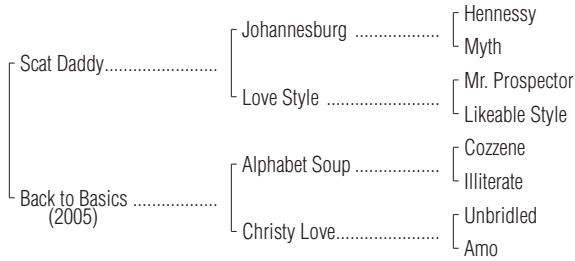 Hennessy
Johannesburg ..................
Myth
Scat Daddy........................
Mr. Prospector
Love Style ........................
Likeable Style
Cozzene
Alphabet Soup ..................
Illiterate
Back to Basics ..................
(2005)
Unbridled
Christy Love......................
Amo